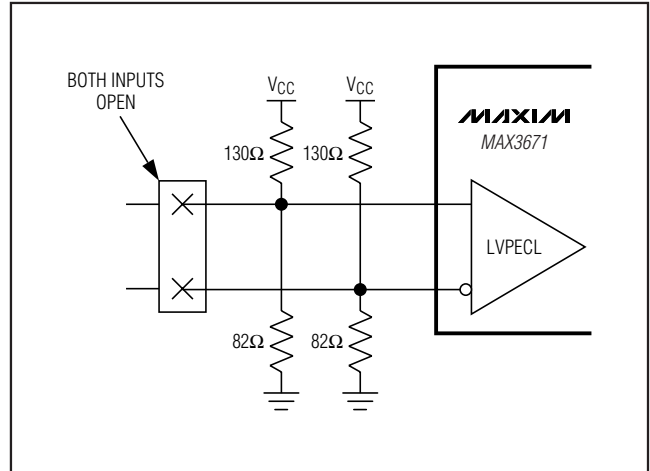 BOTH INPUTS
OPEN
VCC VCC
MAXIM
MAX3671
130Ω 130Ω
LVPECL
82Ω 82Ω